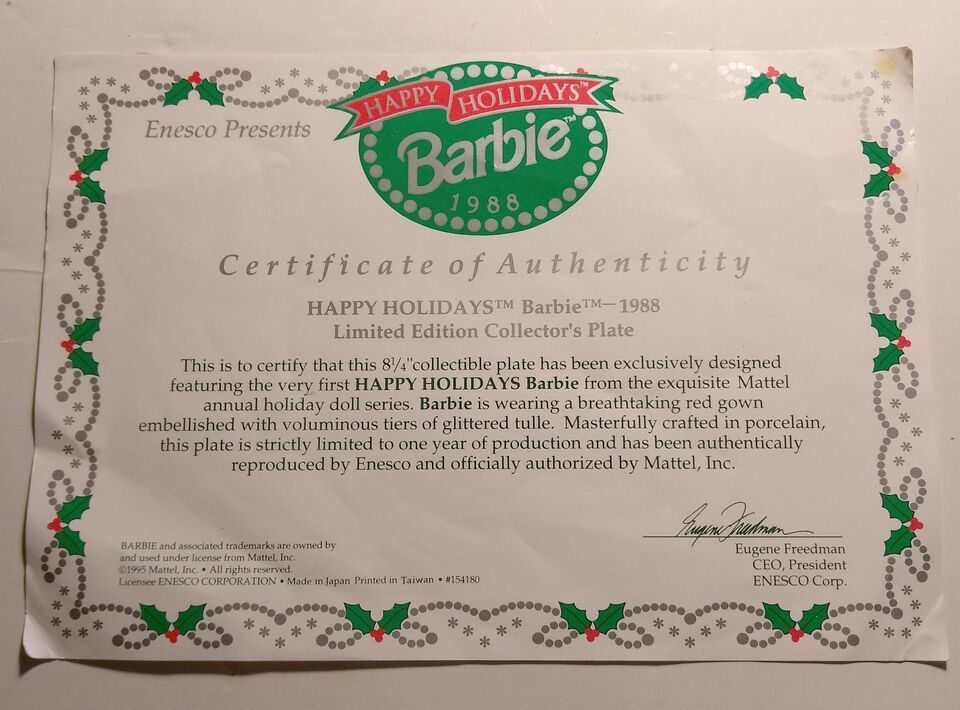 Enesco Presents
HAPPY HOLIDAYS™
Barbie™
1988
Certificate of Authenticity
HAPPY HOLIDAYS™ Barbie™—1988
Limited Edition Collector's Plate
This is to certify that this 8¼"collectible plate has been exclusively designed
featuring the very first HAPPY HOLIDAYS Barbie from the exquisite Mattel
annual holiday doll series. Barbie is wearing a breathtaking red gown
embellished with voluminous tiers of glittered tulle. Masterfully crafted in porcelain,
this plate is strictly limited to one year of production and has been authentically
reproduced by Enesco and officially authorized by Mattel, Inc.
BARBIE and associated trademarks are owned by
and used under license from Mattel, Inc.
©1995 Mattel, Inc. • All rights reserved.
Licensee ENESCO CORPORATION • Made in Japan Printed in Taiwan • #154180
Eugene Freedman
Eugene Freedman
CEO, President
ENESCO Corp.